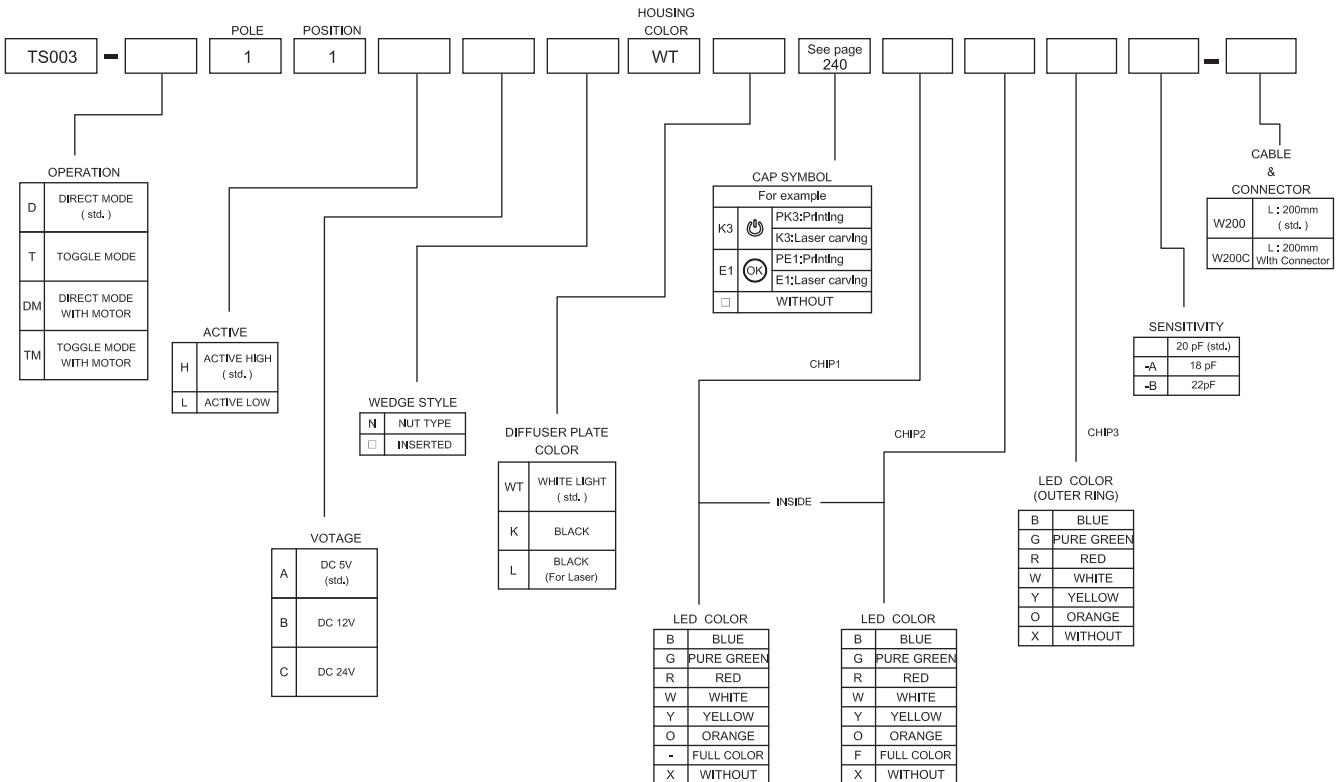 HOUSING
POLE POSITION COLOR
TS003 - 1 1 WT See page
240 -
OPERATION
D DIRECT MODE
( std. )
T TOGGLE MODE
DM DIRECT MODE
WITH MOTOR
TM TOGGLE MODE
WITH MOTOR
ACTIVE
H ACTIVE HIGH
( std. )
L ACTIVE LOW
VOTAGE
A DC 5V
(std.)
B DC 12V
C DC 24V
WEDGE STYLE
N NUT TYPE
□ INSERTED
DIFFUSER PLATE
COLOR
WT WHITE LIGHT
( std. )
K BLACK
L BLACK
(For Laser)
CAP SYMBOL
For example
K3 PK3:Printing
K3:Laser carving
E1 OK PE1:Printing
E1:Laser carving
□ WITHOUT
CHIP1
INSIDE
LED COLOR
B BLUE
G PURE GREEN
R RED
W WHITE
Y YELLOW
O ORANGE
- FULL COLOR
X WITHOUT
CHIP2
LED COLOR
B BLUE
G PURE GREEN
R RED
W WHITE
Y YELLOW
O ORANGE
F FULL COLOR
X WITHOUT
CHIP3
LED COLOR
(OUTER RING)
B BLUE
G PURE GREEN
R RED
W WHITE
Y YELLOW
O ORANGE
X WITHOUT
SENSITIVITY
20 pF (std.)
-A 18 pF
-B 22pF
CABLE
&
CONNECTOR
W200 L : 200mm
( std. )
W200C L : 200mm
With Connector